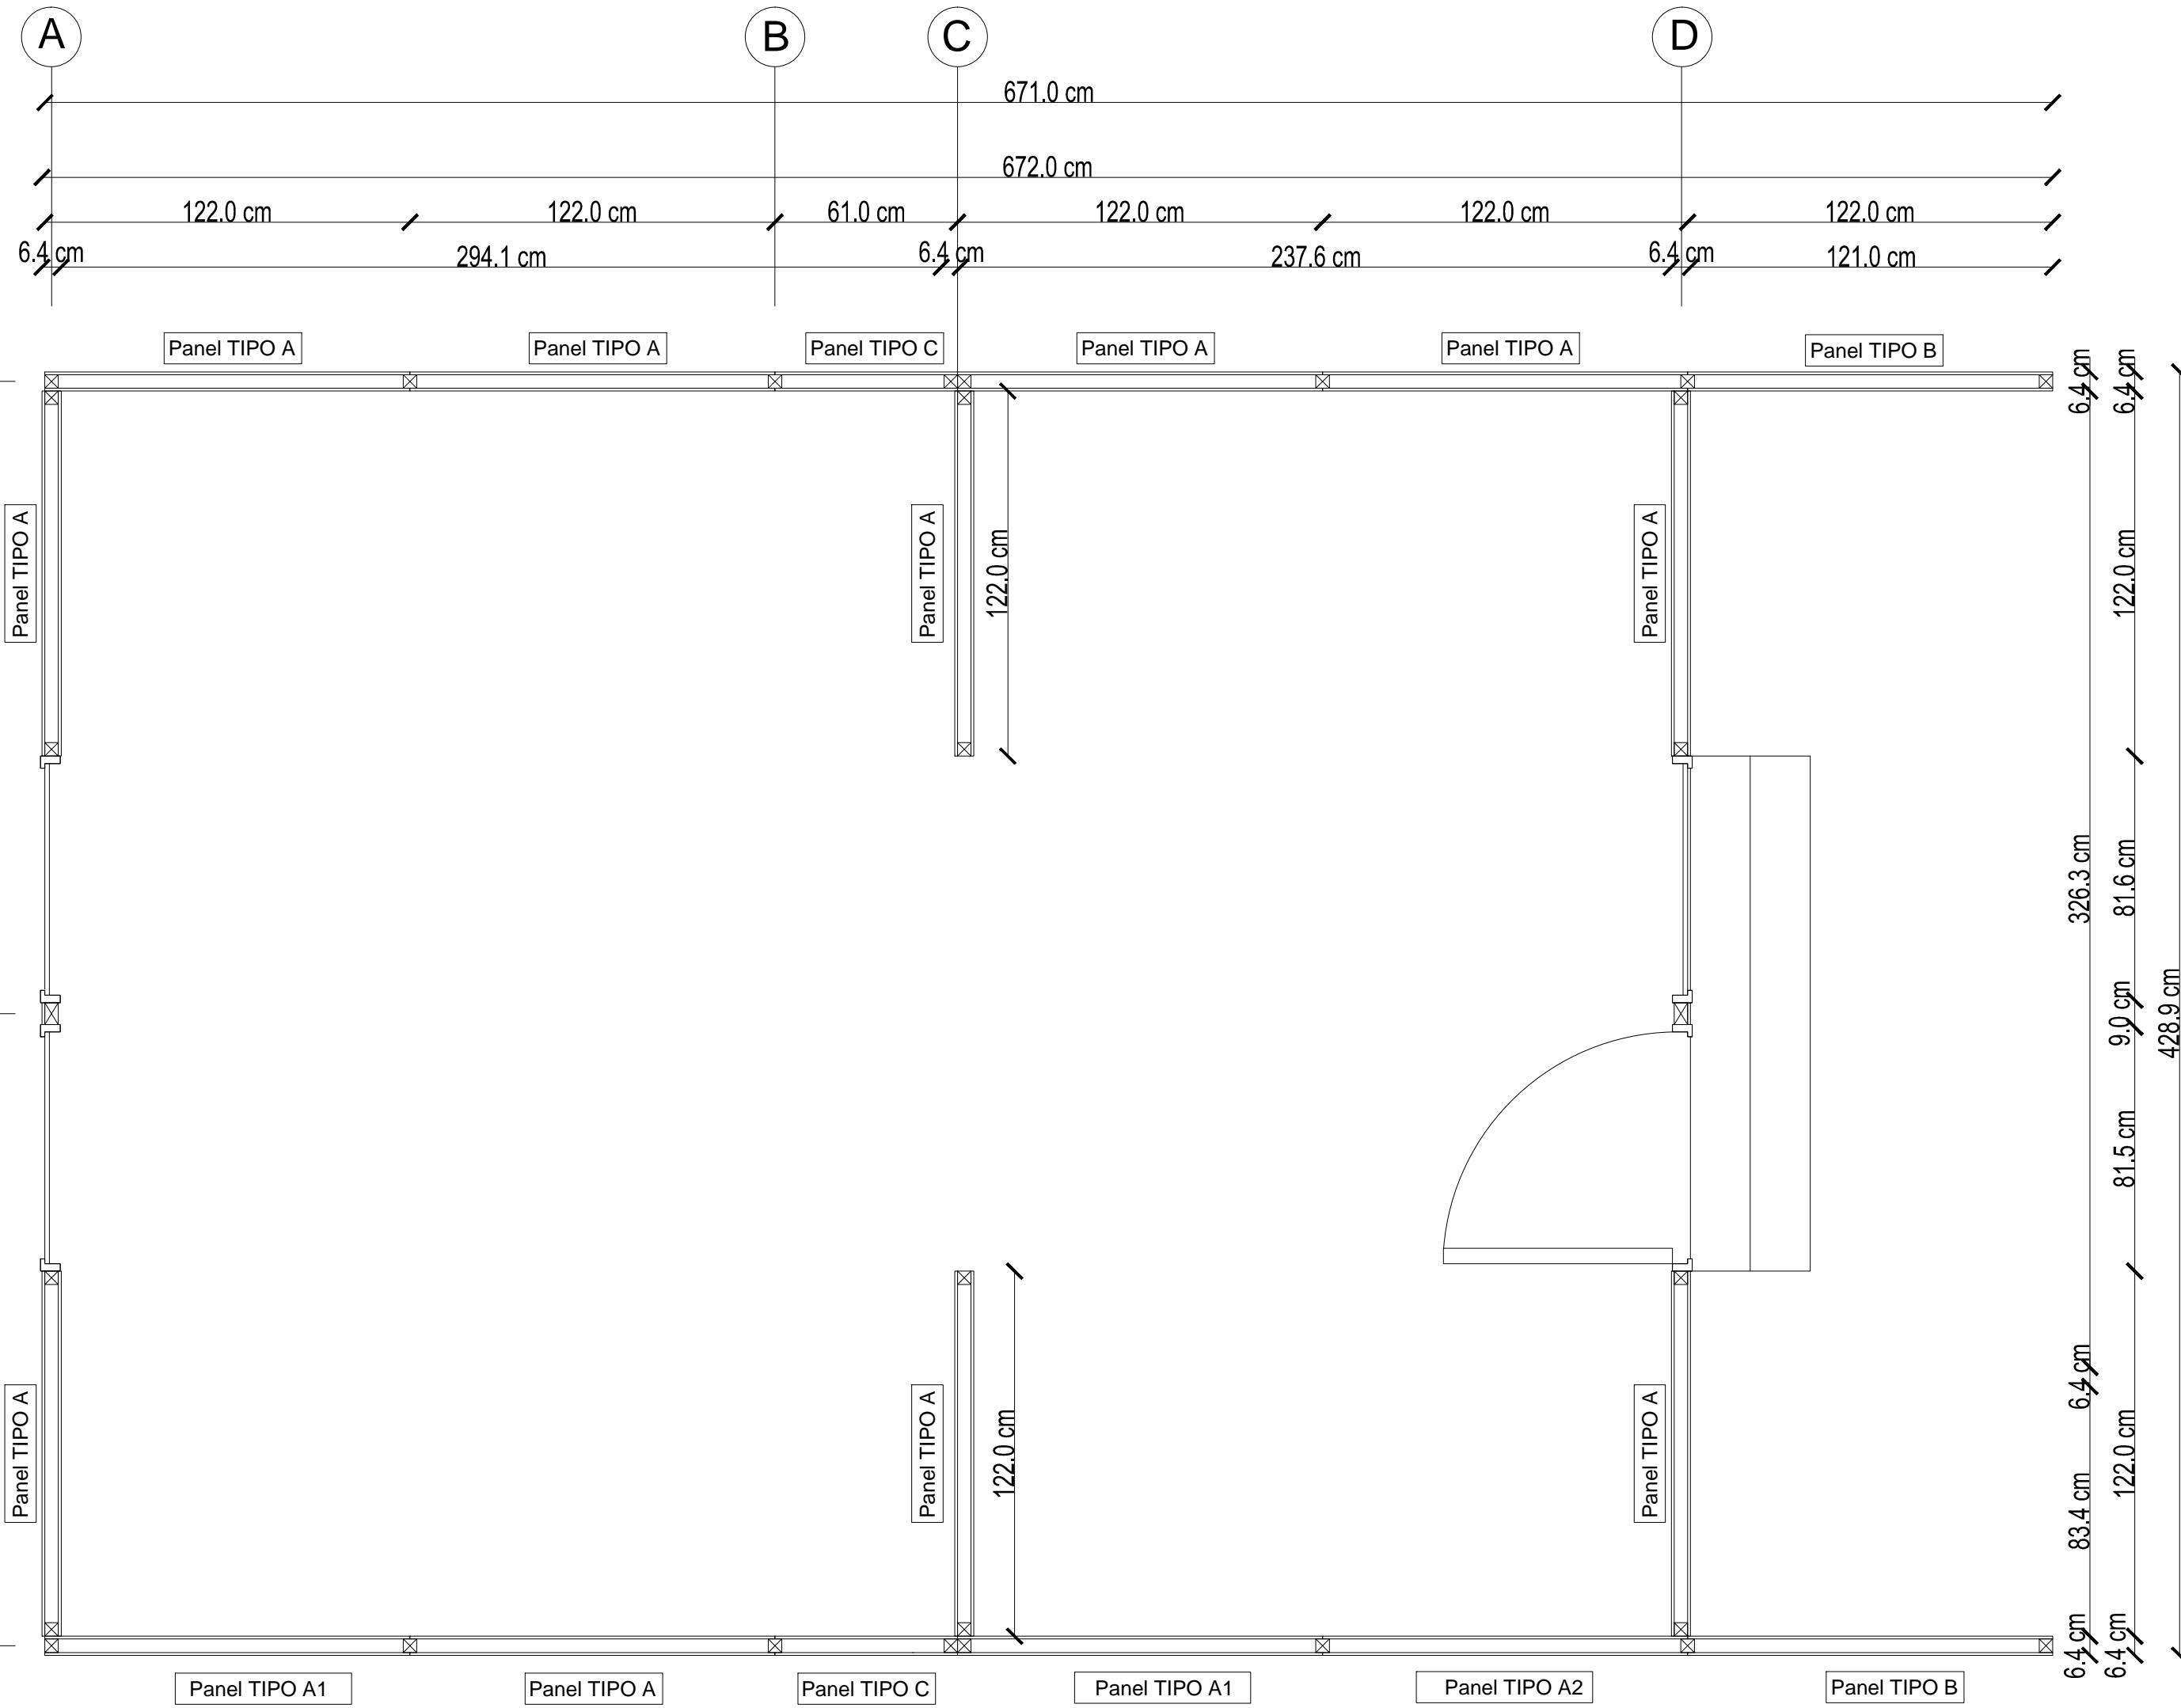 A
B
C
D
671.0 cm
672.0 cm
122.0 cm
122.0 cm
61.0 cm
122.0 cm
122.0 cm
122.0 cm
6.4 cm
294.1 cm
6.4 cm
237.6 cm
6.4 cm
121.0 cm
Panel TIPO A
Panel TIPO A
Panel TIPO C
Panel TIPO A
Panel TIPO A
Panel TIPO B
6.4 cm
6.4 cm
Panel TIPO A
Panel TIPO A
122.0 cm
Panel TIPO A
122.0 cm
326.3 cm
81.6 cm
9.0 cm
428.9 cm
81.5 cm
6.4 cm
Panel TIPO A
Panel TIPO A
122.0 cm
Panel TIPO A
83.4 cm
122.0 cm
6.4 cm
6.4 cm
Panel TIPO A1
Panel TIPO A
Panel TIPO C
Panel TIPO A1
Panel TIPO A2
Panel TIPO B